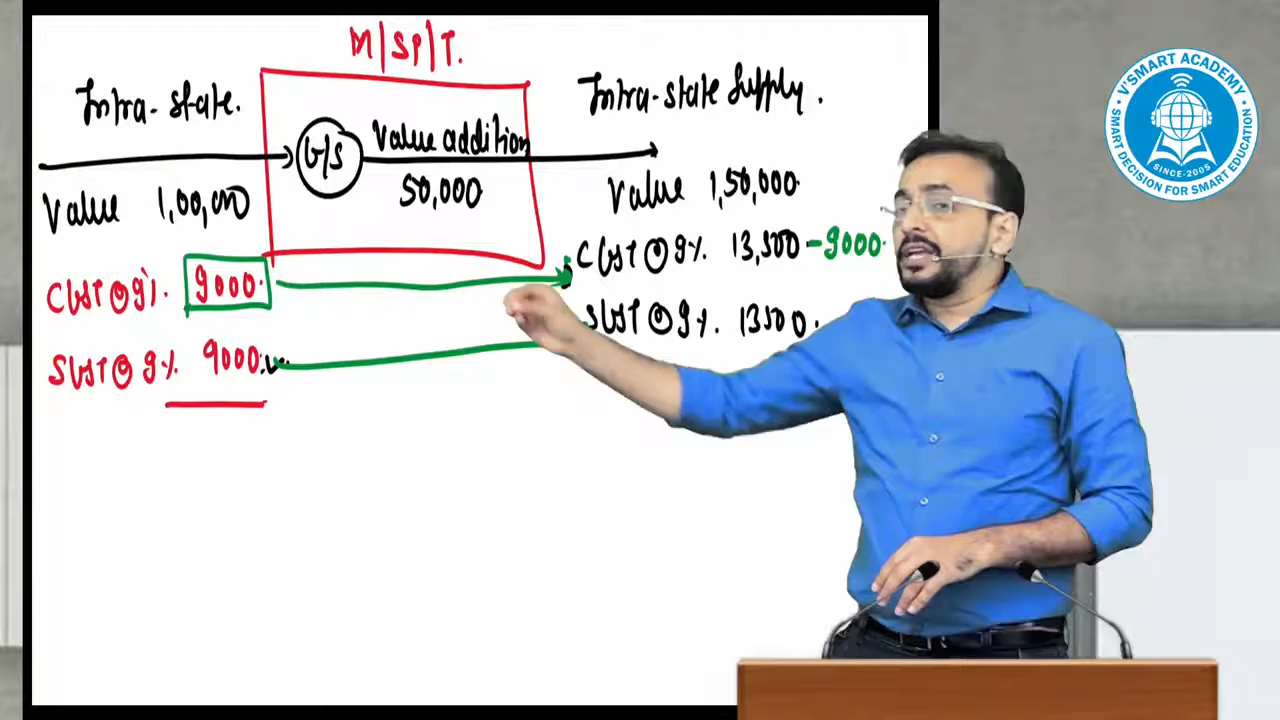 M/SP/T.
Intra-state.
G/S
Value addition
50,000
Intra-state Supply.
Value 1,00,000
Value 1,50,000.
CGST @ 9%. 9000.
CGST @ 9%. 13,500 - 9000.
SGST @ 9%. 9000.
SGST @ 9%. 13500.
V'SMART ACADEMY
SINCE-2005
SMART DECISION FOR SMART EDUCATION